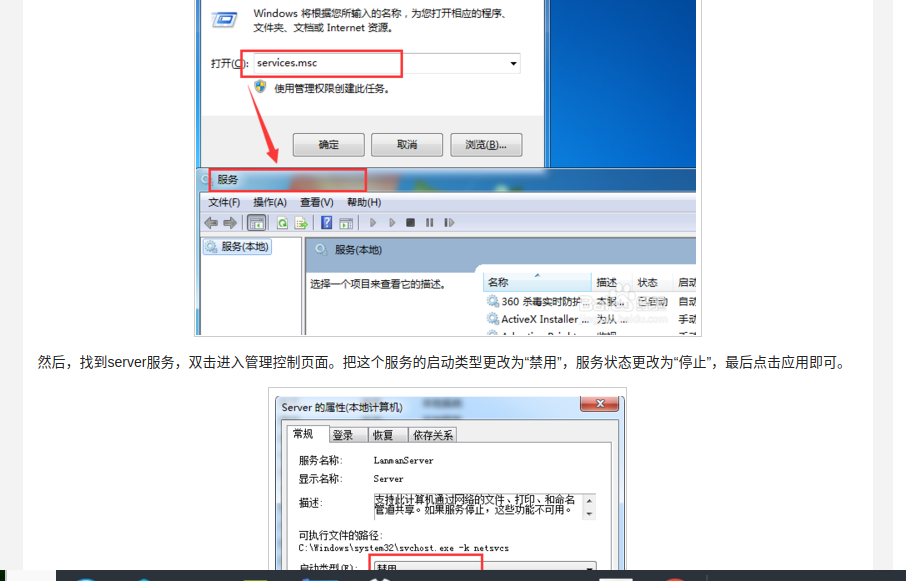 Windows 将根据您所输入的名称，为您打开相应的程序、
文件夹、文档或 Internet 资源。
打开(O): services.msc
使用管理权限创建此任务。
确定 取消 浏览(B)...
服务
文件(F) 操作(A) 查看(V) 帮助(H)
服务(本地)
服务(本地)
选择一个项目来查看它的描述。
名称 描述 状态 启动
360 杀毒实时防护... 本服... 已启动 自动
ActiveX Installer ... 为从... 手动
然后，找到server服务，双击进入管理控制页面。把这个服务的启动类型更改为“禁用”，服务状态更改为“停止”，最后点击应用即可。
Server 的属性(本地计算机)
常规 登录 恢复 依存关系
服务名称: LanmanServer
显示名称: Server
描述: 支持此计算机通过网络的文件、打印、和命名
管道共享。如果服务停止，这些功能不可用。
可执行文件的路径:
C:\Windows\system32\svchost.exe -k netsvcs
启动类型(E): 禁用